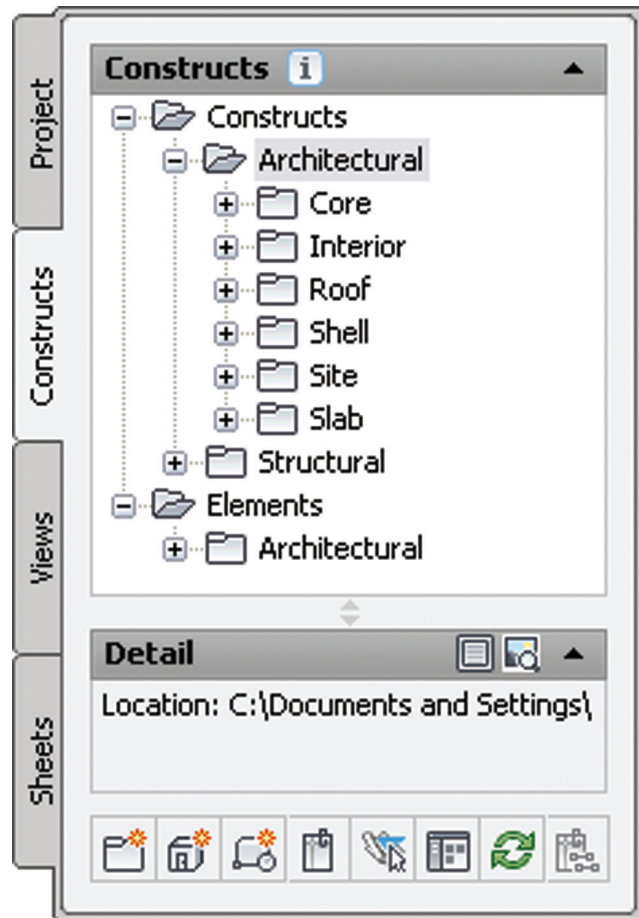 Project
Constructs
Views
Sheets
Constructs i
Constructs
Architectural
Core
Interior
Roof
Shell
Site
Slab
Structural
Elements
Architectural
Detail
Location: C:\Documents and Settings\